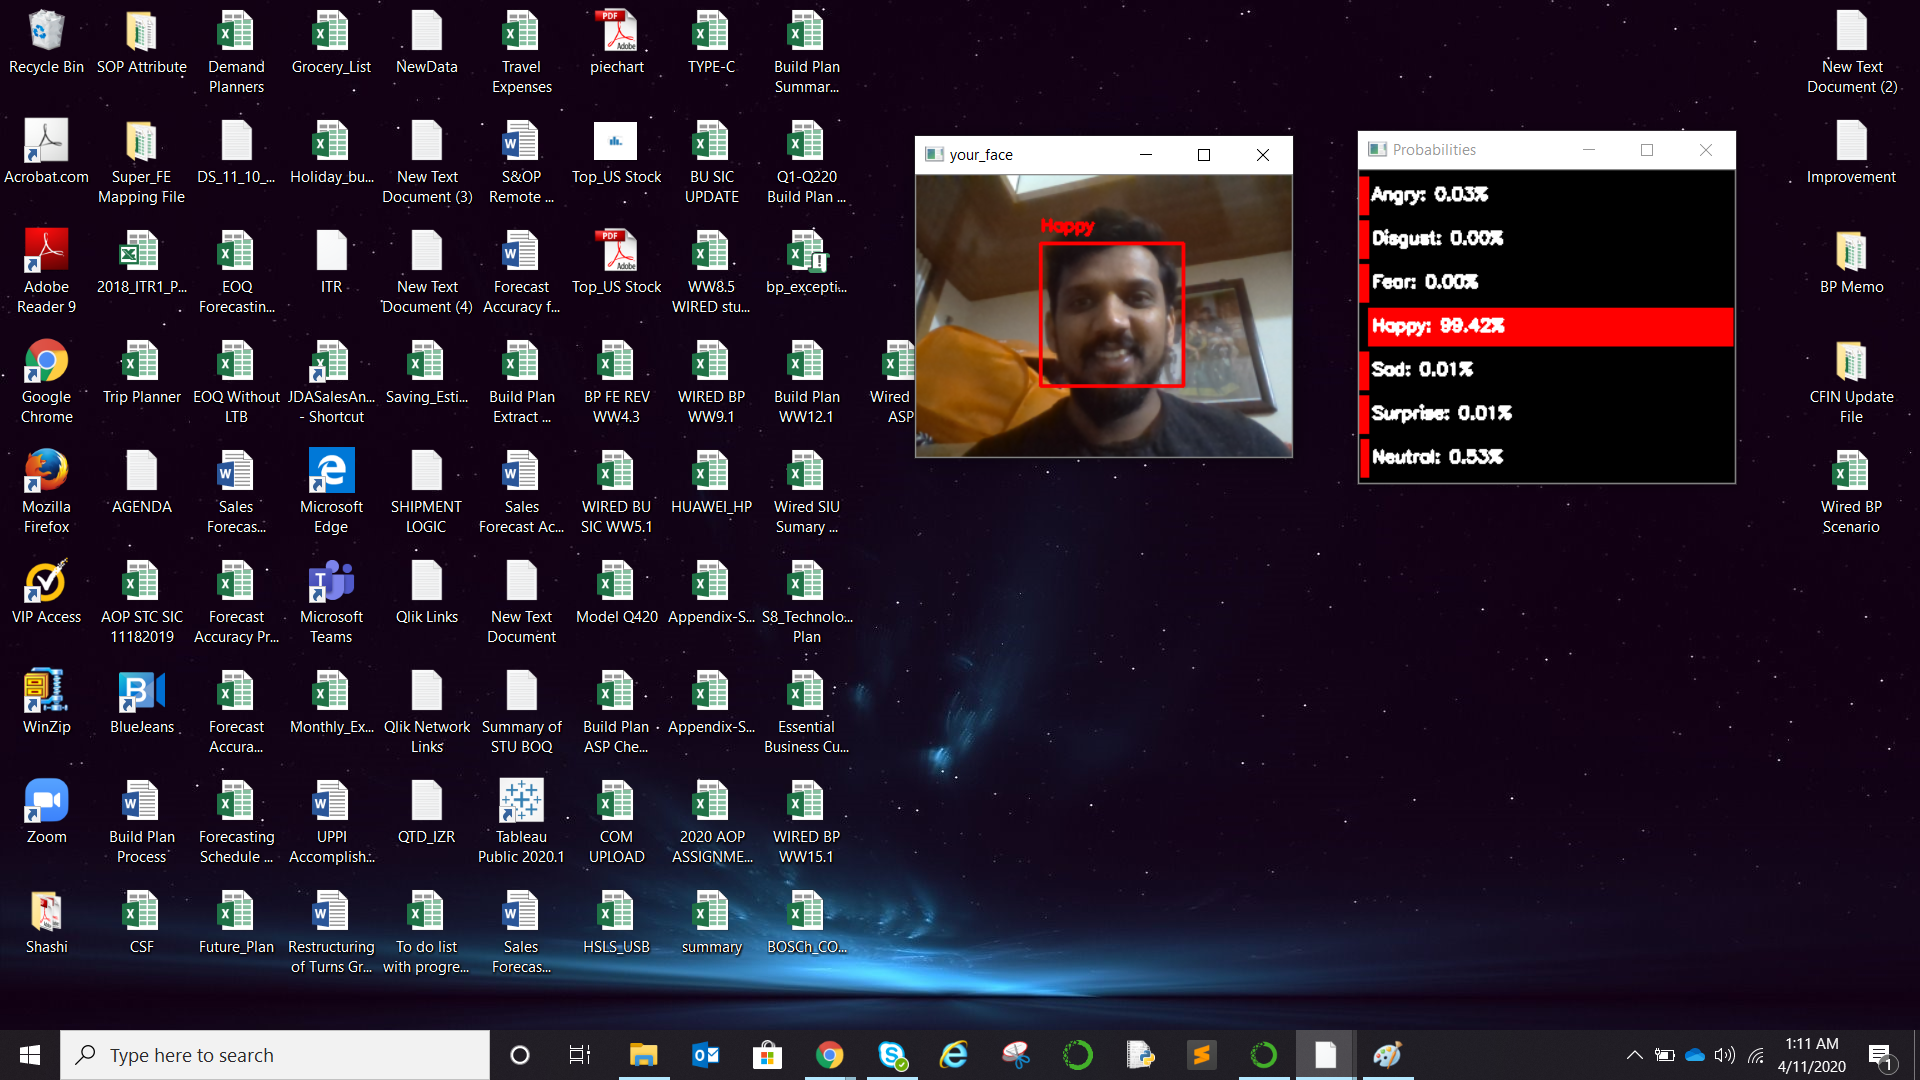 Recycle Bin
SOP Attribute
Demand
Planners
Grocery_List
NewData
Travel
Expenses
PDF
Adobe
piechart
TYPE-C
Build Plan
Summar...
New Text
Document (2)
Acrobat.com
Super_FE
Mapping File
DS_11_10_...
Holiday_bu...
New Text
Document (3)
S&OP
Remote ...
Top_US Stock
BU SIC
UPDATE
Q1-Q220
Build Plan ...
Improvement
Adobe
Reader 9
2018_ITR1_P...
EOQ
Forecastin...
ITR
New Text
Document (4)
Forecast
Accuracy f...
PDF
Adobe
Top_US Stock
WW8.5
WIRED stu...
bp_excepti...
BP Memo
Google
Chrome
Trip Planner
EOQ Without
LTB
JDASalesAn...
- Shortcut
Saving_Esti...
Build Plan
Extract ...
BP FE REV
WW4.3
WIRED BP
WW9.1
Build Plan
WW12.1
Wired
ASP
CFIN Update
File
Mozilla
Firefox
AGENDA
Sales
Forecas...
Microsoft
Edge
SHIPMENT
LOGIC
Sales
Forecast Ac...
WIRED BU
SIC WW5.1
HUAWEI_HP
Wired SIU
Sumary ...
Wired BP
Scenario
VIP Access
AOP STC SIC
11182019
Forecast
Accuracy Pr...
Microsoft
Teams
Qlik Links
New Text
Document
Model Q420
Appendix-S...
S8_Technolo...
Plan
WinZip
BlueJeans
Forecast
Accura...
Monthly_Ex...
Qlik Network
Links
Summary of
STU BOQ
Build Plan
ASP Che...
Appendix-S...
Essential
Business Cu...
Zoom
Build Plan
Process
Forecasting
Schedule ...
UPPI
Accomplish...
QTD_IZR
Tableau
Public 2020.1
COM
UPLOAD
2020 AOP
ASSIGNME...
WIRED BP
WW15.1
Shashi
CSF
Future_Plan
Restructuring
of Turns Gr...
To do list
with progre...
Sales
Forecas...
HSLS_USB
summary
BOSCh_CO...
your_face
Happy
Probabilities
Angry: 0.03%
Disgust: 0.00%
Fear: 0.00%
Happy: 99.42%
Sad: 0.01%
Surprise: 0.01%
Neutral: 0.53%
Type here to search
1:11 AM
4/11/2020
1